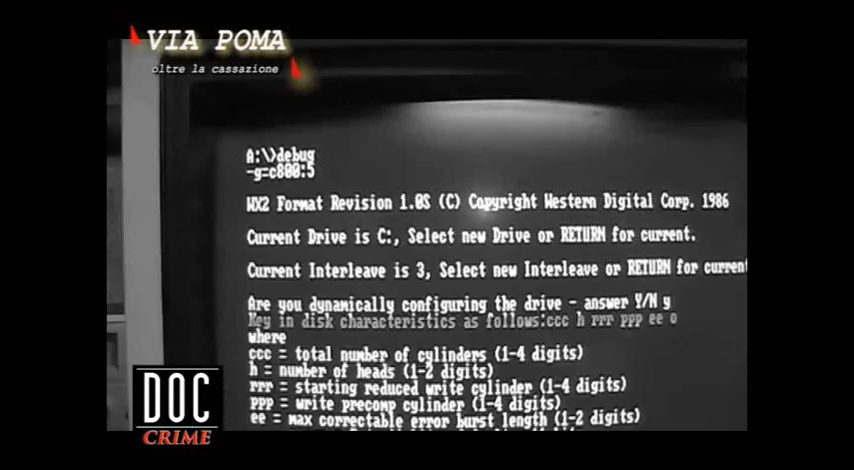 VIA POMA
oltre la cassazione
A:\>debug
-g=c800:5
WX2 Format Revision 1.0S (C) Copyright Western Digital Corp. 1986
Current Drive is C:, Select new Drive or RETURN for current.
Current Interleave is 3, Select new Interleave or RETURN for current
Are you dynamically configuring the drive - answer Y/N y
Key in disk characteristics as follows:ccc h rrr ppp ee o
where
ccc = total number of cylinders (1-4 digits)
h = number of heads (1-2 digits)
rrr = starting reduced write cylinder (1-4 digits)
ppp = write precomp cylinder (1-4 digits)
ee = max correctable error burst length (1-2 digits)
DOC
CRIME